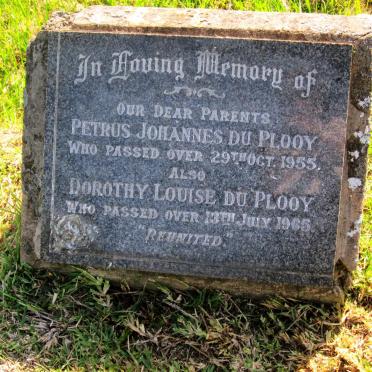 In Loving Memory of
OUR DEAR PARENTS
PETRUS JOHANNES DU PLOOY
WHO PASSED OVER 29TH OCT. 1955.
ALSO
DOROTHY LOUISE DU PLOOY
WHO PASSED OVER 13TH JULY 1965.
"REUNITED."